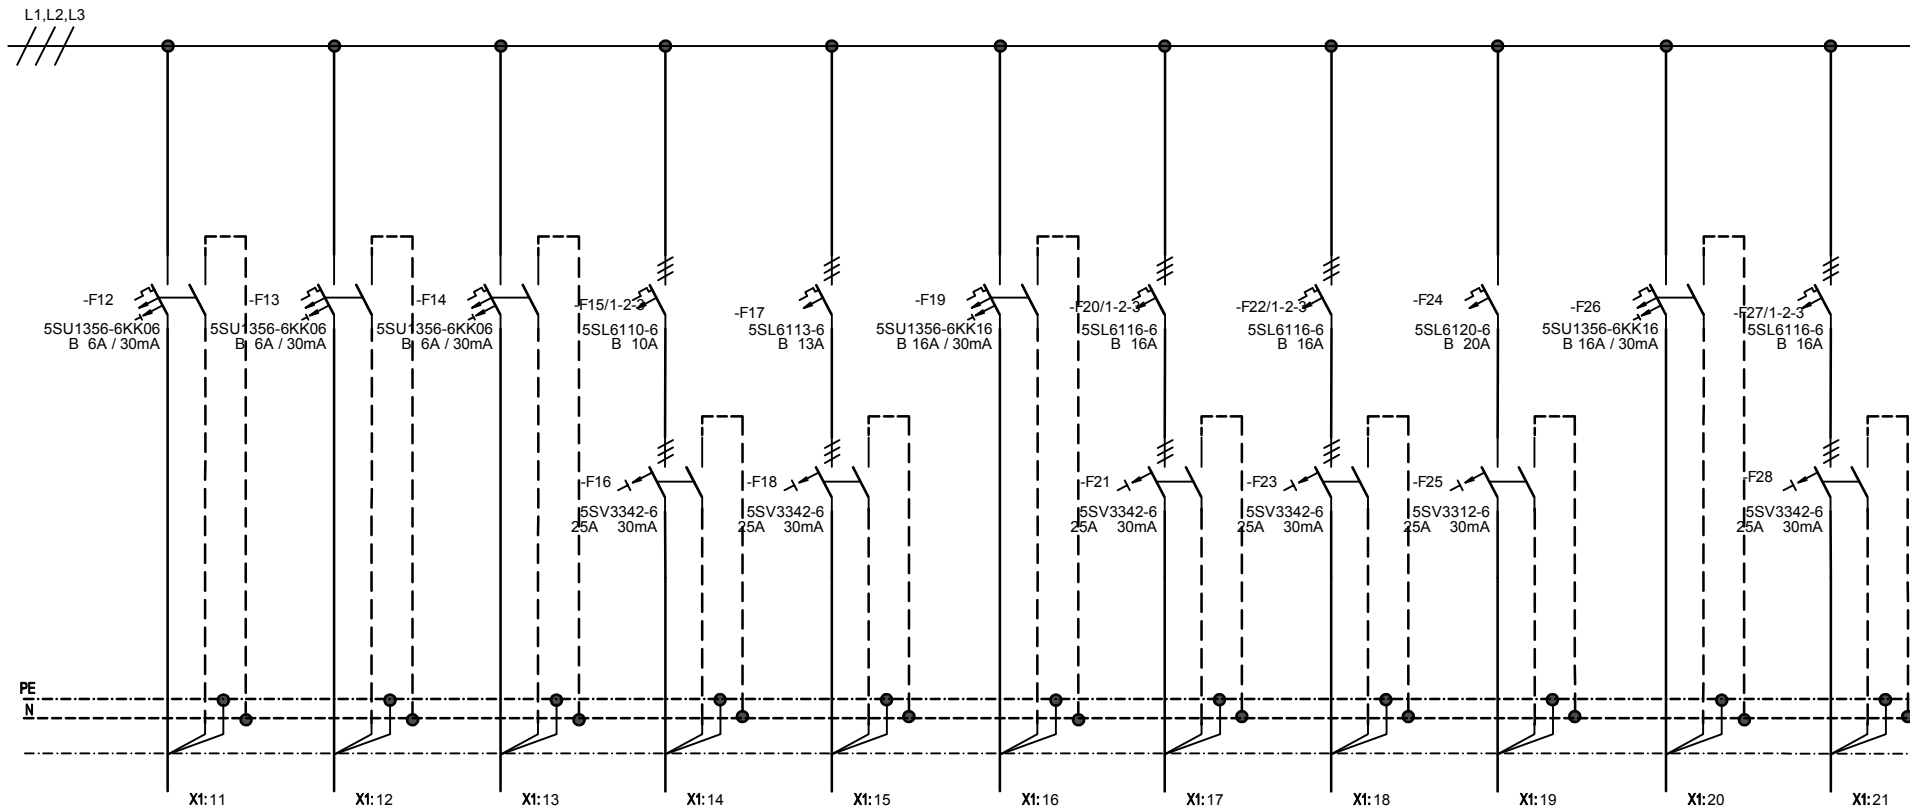 L1,L2,L3
-F12
5SU1356-6KK06
B 6A / 30mA
-F13
5SU1356-6KK06
B 6A / 30mA
-F14
5SU1356-6KK06
B 6A / 30mA
-F15/1-2-3
5SL6110-6
B 10A
-F17
5SL6113-6
B 13A
-F19
5SU1356-6KK16
B 16A / 30mA
-F20/1-2-3
5SL6116-6
B 16A
-F22/1-2-3
5SL6116-6
B 16A
-F24
5SL6120-6
B 20A
-F26
5SU1356-6KK16
B 16A / 30mA
-F27/1-2-3
5SL6116-6
B 16A
-F16
5SV3342-6
25A 30mA
-F18
5SV3342-6
25A 30mA
-F21
5SV3342-6
25A 30mA
-F23
5SV3342-6
25A 30mA
-F25
5SV3312-6
25A 30mA
-F28
5SV3342-6
25A 30mA
PE
N
X1:11
X1:12
X1:13
X1:14
X1:15
X1:16
X1:17
X1:18
X1:19
X1:20
X1:21